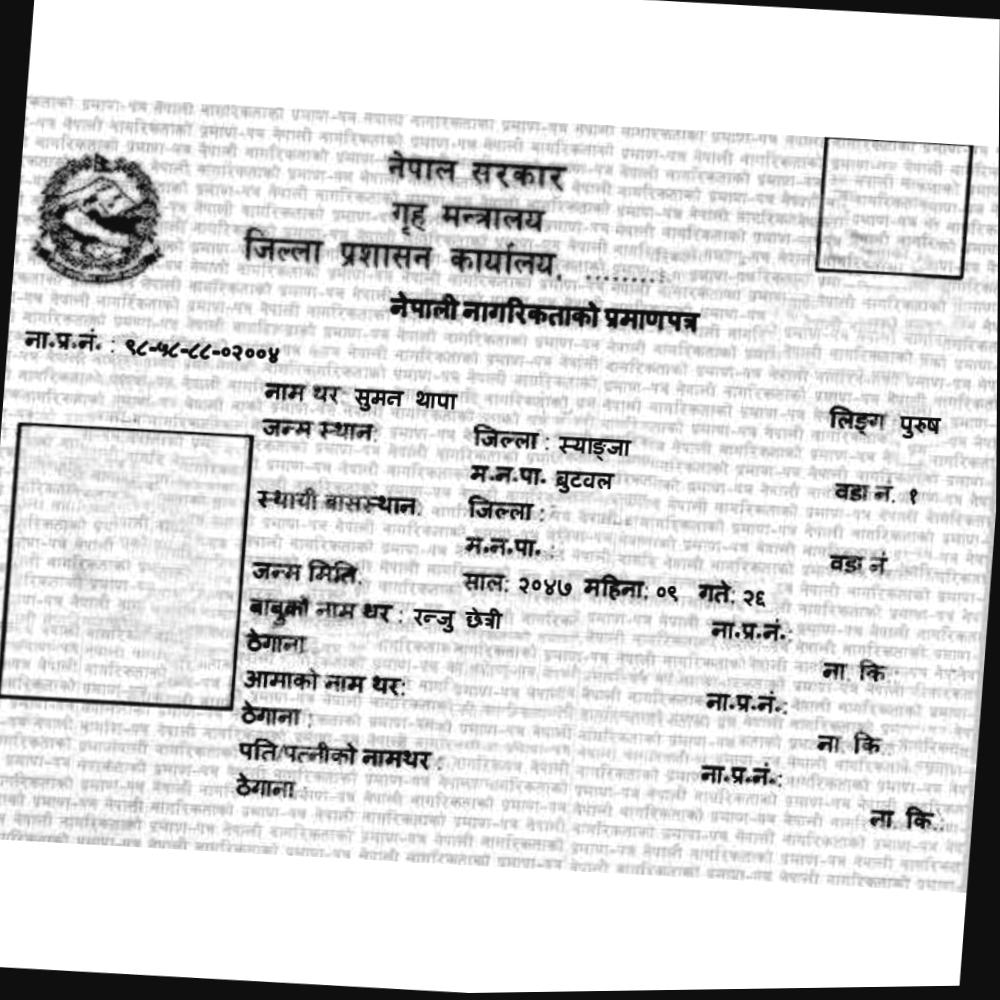 नेपाल सरकार
गृह मन्त्रालय
जिल्ला प्रशासन कार्यालय, .........
नेपाली नागरिकताको प्रमाणपत्र
ना.प्र.नं. : ९८-५८-८८-०२००४
नाम थर: सुमन थापा लिङ्ग पुरुष
जन्म स्थान: जिल्ला : स्याङ्जा
म.न.पा. बुटवल वडा नं. १
स्थायी बासस्थान: जिल्ला :
म.न.पा. : वडा नं
जन्म मिति: साल: २०४७ महिना: ०९ गते: २६
बाबुको नाम थर : रन्जु छेत्री ना.प्र.नं.:
ठेगाना ना. कि.:
आमाको नाम थर: ना.प्र.नं.:
ठेगाना : ना. कि.:
पति/पत्नीको नामथर : ना.प्र.नं.:
ठेगाना : ना. कि.: